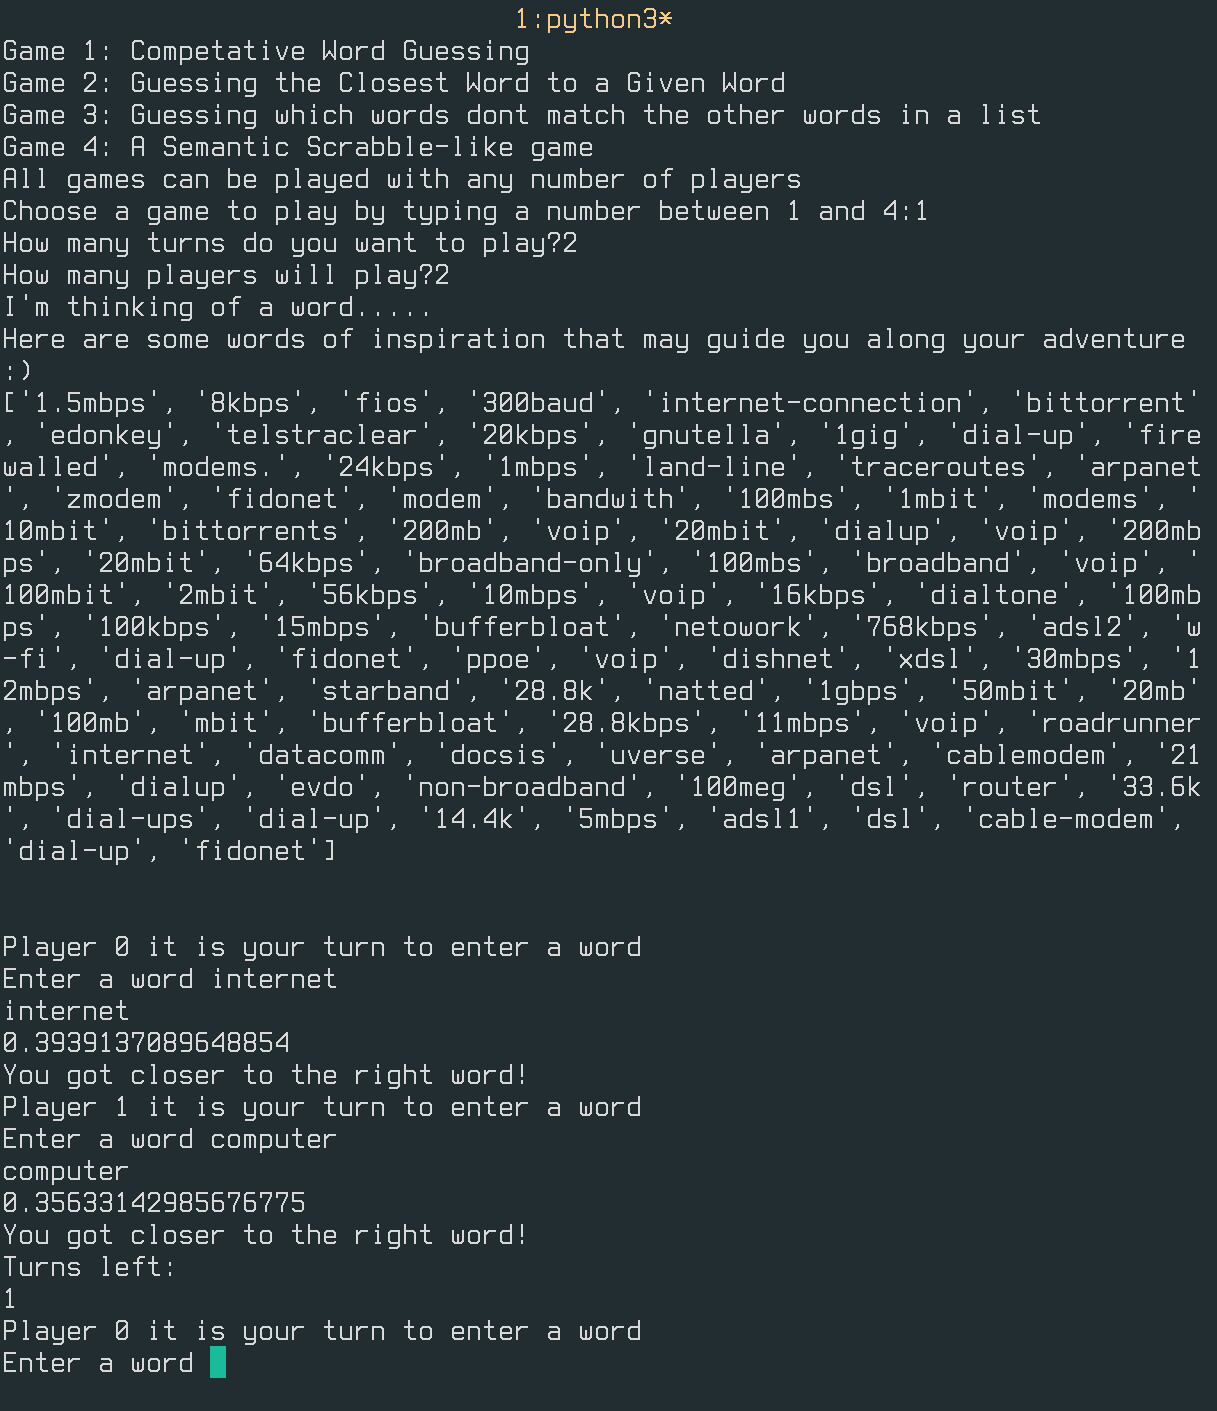 1:python3*
Game 1: Competative Word Guessing
Game 2: Guessing the Closest Word to a Given Word
Game 3: Guessing which words dont match the other words in a list
Game 4: A Semantic Scrabble-like game
All games can be played with any number of players
Choose a game to play by typing a number between 1 and 4:1
How many turns do you want to play?2
How many players will play?2
I'm thinking of a word.....
Here are some words of inspiration that may guide you along your adventure
:)
['1.5mbps', '8kbps', 'fios', '300baud', 'internet-connection', 'bittorrent'
, 'edonkey', 'telstraclear', '20kbps', 'gnutella', '1gig', 'dial-up', 'fire
walled', 'modems.', '24kbps', '1mbps', 'land-line', 'traceroutes', 'arpanet
', 'zmodem', 'fidonet', 'modem', 'bandwith', '100mbs', '1mbit', 'modems', '
10mbit', 'bittorrents', '200mb', 'voip', '20mbit', 'dialup', 'voip', '200mb
ps', '20mbit', '64kbps', 'broadband-only', '100mbs', 'broadband', 'voip', '
100mbit', '2mbit', '56kbps', '10mbps', 'voip', '16kbps', 'dialtone', '100mb
ps', '100kbps', '15mbps', 'bufferbloat', 'netowork', '768kbps', 'adsl2', 'w
-fi', 'dial-up', 'fidonet', 'ppoe', 'voip', 'dishnet', 'xdsl', '30mbps', '1
2mbps', 'arpanet', 'starband', '28.8k', 'natted', '1gbps', '50mbit', '20mb'
, '100mb', 'mbit', 'bufferbloat', '28.8kbps', '11mbps', 'voip', 'roadrunner
', 'internet', 'datacomm', 'docsis', 'uverse', 'arpanet', 'cablemodem', '21
mbps', 'dialup', 'evdo', 'non-broadband', '100meg', 'dsl', 'router', '33.6k
', 'dial-ups', 'dial-up', '14.4k', '5mbps', 'adsl1', 'dsl', 'cable-modem',
'dial-up', 'fidonet']
Player 0 it is your turn to enter a word
Enter a word internet
internet
0.3939137089648854
You got closer to the right word!
Player 1 it is your turn to enter a word
Enter a word computer
computer
0.35633142985676775
You got closer to the right word!
Turns left:
1
Player 0 it is your turn to enter a word
Enter a word